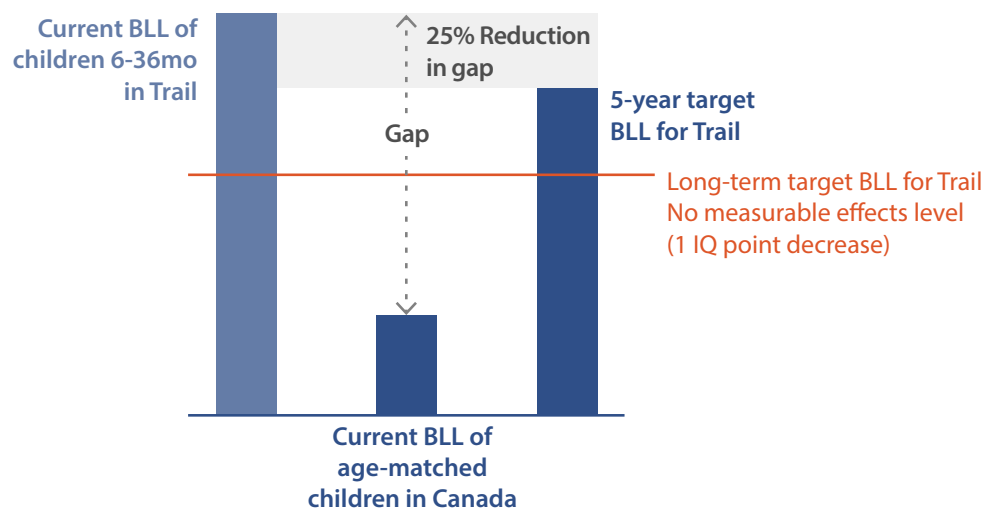 Current BLL of
children 6-36mo
in Trail
25% Reduction
in gap
Gap
5-year target
BLL for Trail
Long-term target BLL for Trail
No measurable effects level
(1 IQ point decrease)
Current BLL of
age-matched
children in Canada